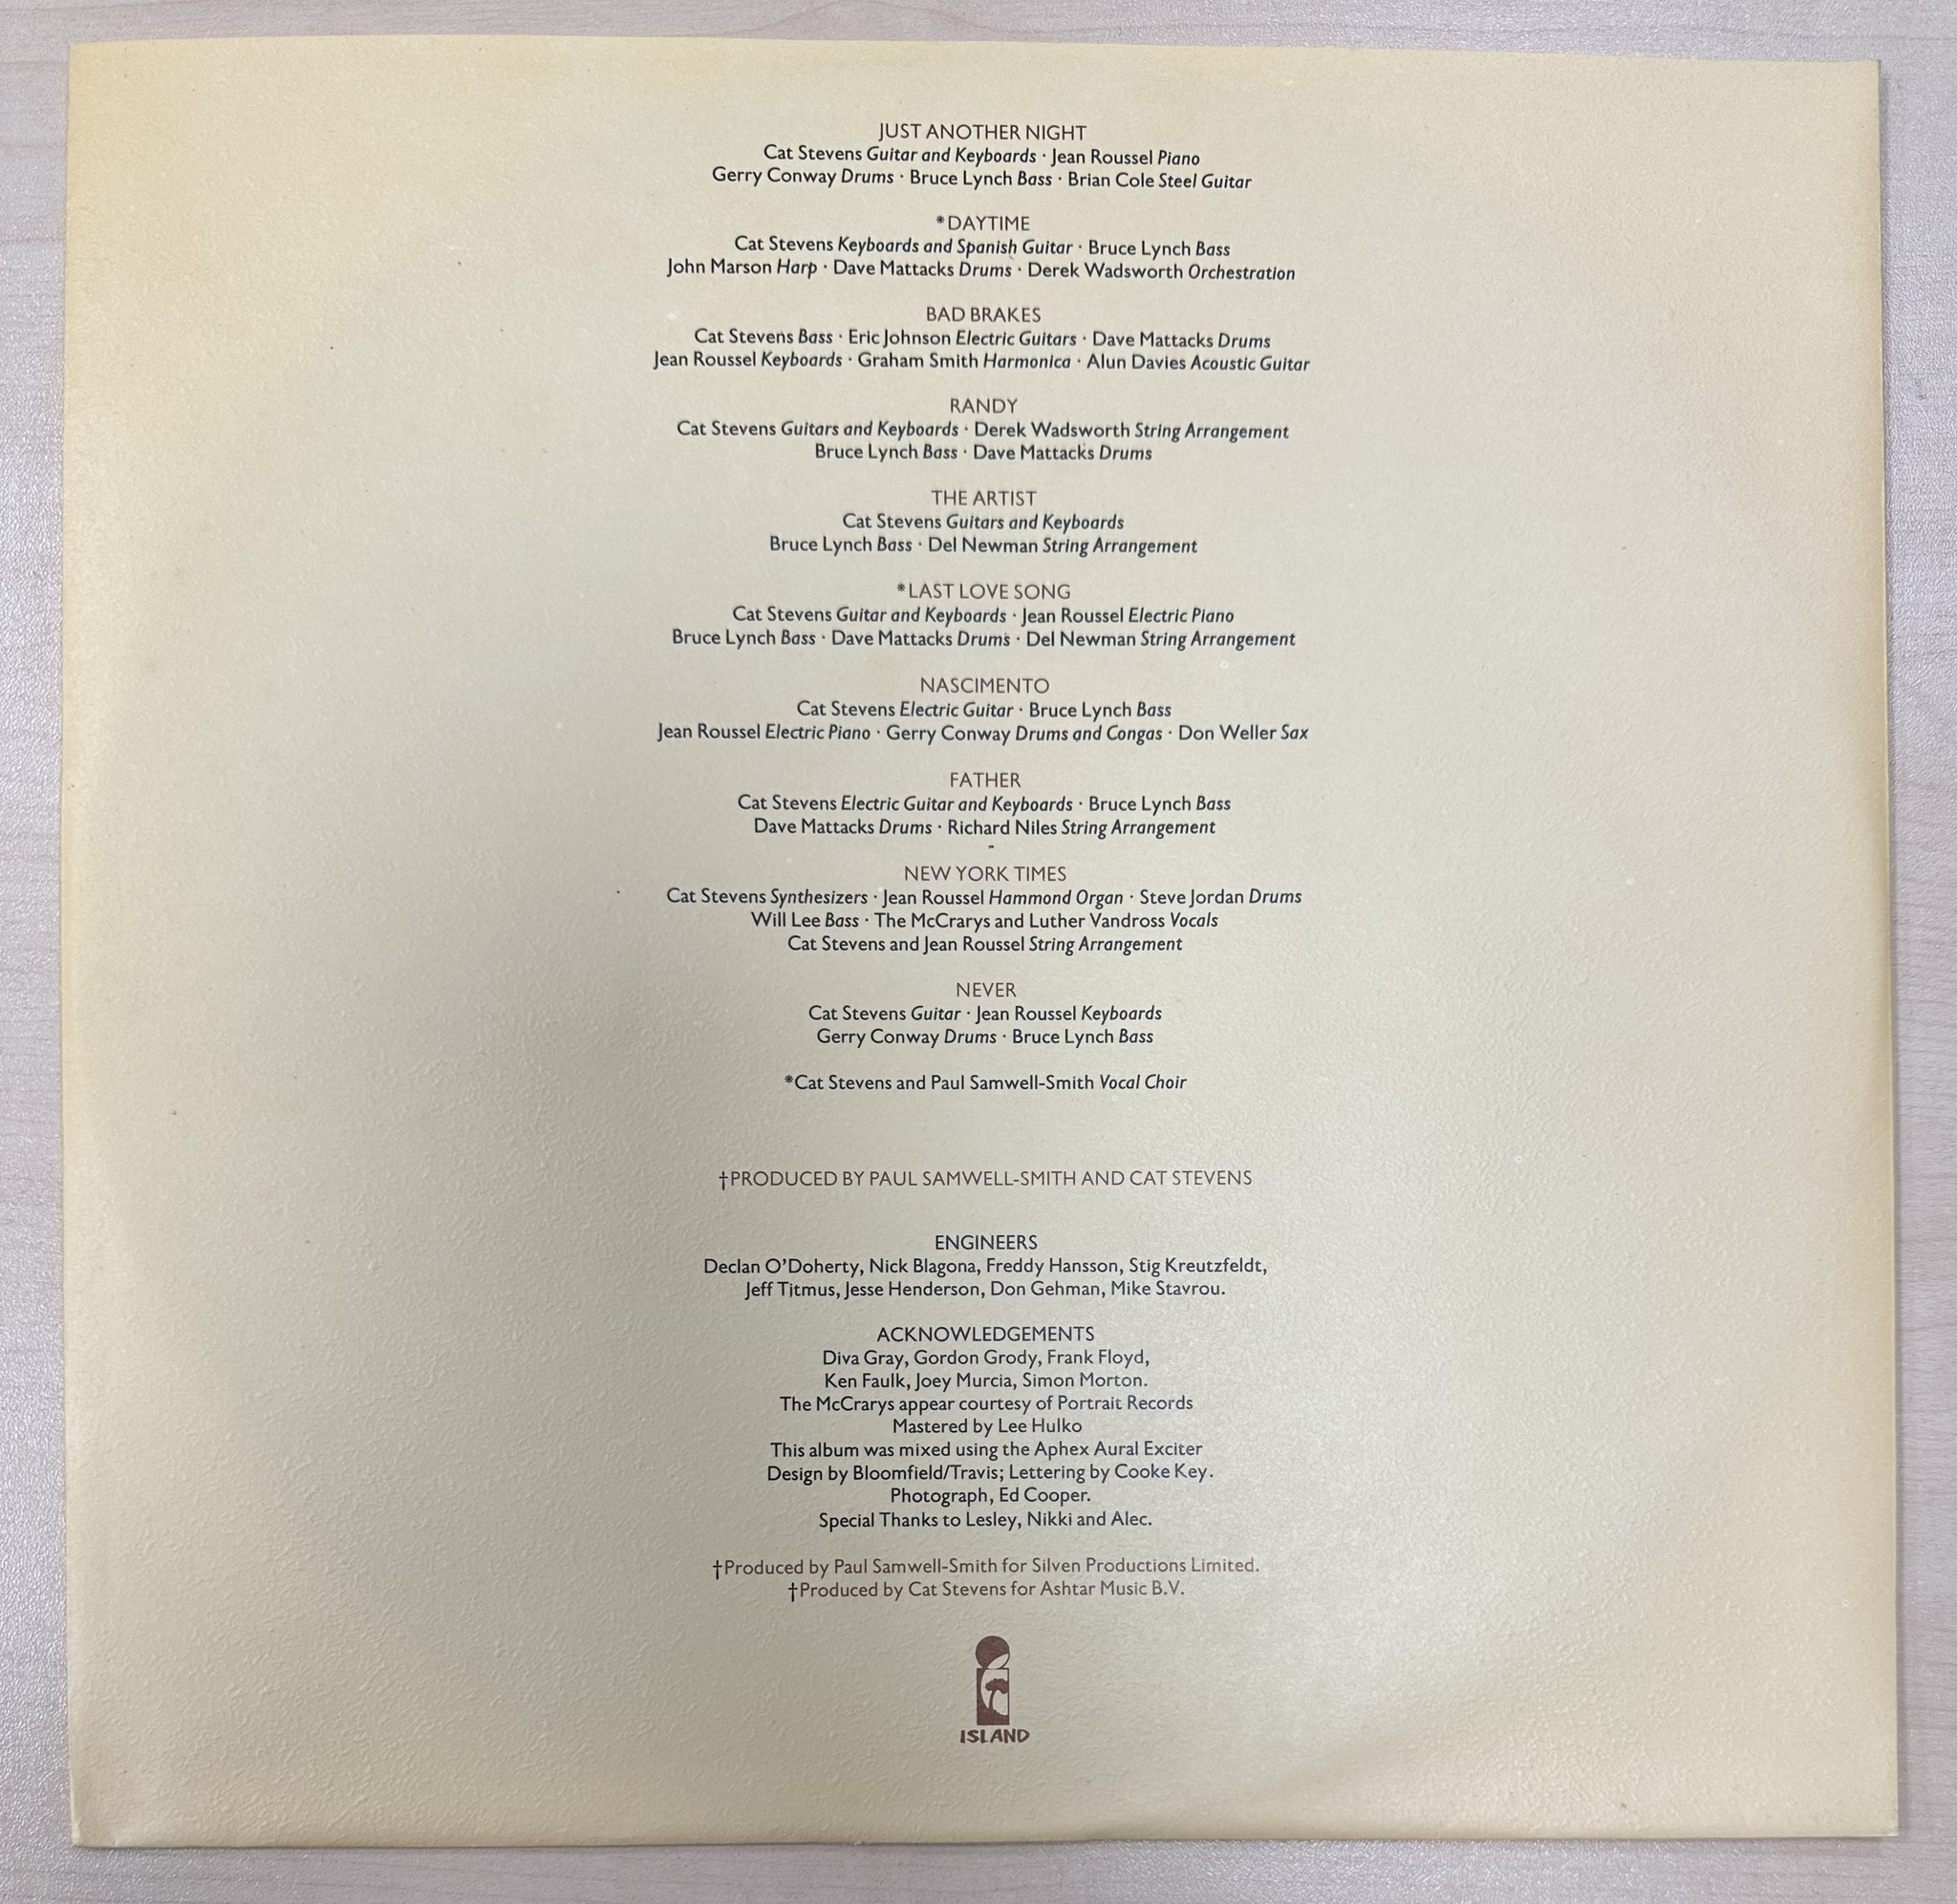 JUST ANOTHER NIGHT
Cat Stevens Guitar and Keyboards · Jean Roussel Piano
Gerry Conway Drums · Bruce Lynch Bass · Brian Cole Steel Guitar
*DAYTIME
Cat Stevens Keyboards and Spanish Guitar · Bruce Lynch Bass
John Marson Harp · Dave Mattacks Drums · Derek Wadsworth Orchestration
BAD BRAKES
Cat Stevens Bass · Eric Johnson Electric Guitars · Dave Mattacks Drums
Jean Roussel Keyboards · Graham Smith Harmonica · Alun Davies Acoustic Guitar
RANDY
Cat Stevens Guitars and Keyboards · Derek Wadsworth String Arrangement
Bruce Lynch Bass · Dave Mattacks Drums
THE ARTIST
Cat Stevens Guitars and Keyboards
Bruce Lynch Bass · Del Newman String Arrangement
*LAST LOVE SONG
Cat Stevens Guitar and Keyboards · Jean Roussel Electric Piano
Bruce Lynch Bass · Dave Mattacks Drums · Del Newman String Arrangement
NASCIMENTO
Cat Stevens Electric Guitar · Bruce Lynch Bass
Jean Roussel Electric Piano · Gerry Conway Drums and Congas · Don Weller Sax
FATHER
Cat Stevens Electric Guitar and Keyboards · Bruce Lynch Bass
Dave Mattacks Drums · Richard Niles String Arrangement
NEW YORK TIMES
Cat Stevens Synthesizers · Jean Roussel Hammond Organ · Steve Jordan Drums
Will Lee Bass · The McCrarys and Luther Vandross Vocals
Cat Stevens and Jean Roussel String Arrangement
NEVER
Cat Stevens Guitar · Jean Roussel Keyboards
Gerry Conway Drums · Bruce Lynch Bass
*Cat Stevens and Paul Samwell-Smith Vocal Choir
†PRODUCED BY PAUL SAMWELL-SMITH AND CAT STEVENS
ENGINEERS
Declan O'Doherty, Nick Blagona, Freddy Hansson, Stig Kreutzfeldt,
Jeff Titmus, Jesse Henderson, Don Gehman, Mike Stavrou.
ACKNOWLEDGEMENTS
Diva Gray, Gordon Grody, Frank Floyd,
Ken Faulk, Joey Murcia, Simon Morton.
The McCrarys appear courtesy of Portrait Records
Mastered by Lee Hulko
This album was mixed using the Aphex Aural Exciter
Design by Bloomfield/Travis; Lettering by Cooke Key.
Photograph, Ed Cooper.
Special Thanks to Lesley, Nikki and Alec.
†Produced by Paul Samwell-Smith for Silven Productions Limited.
†Produced by Cat Stevens for Ashtar Music B.V.
ISLAND